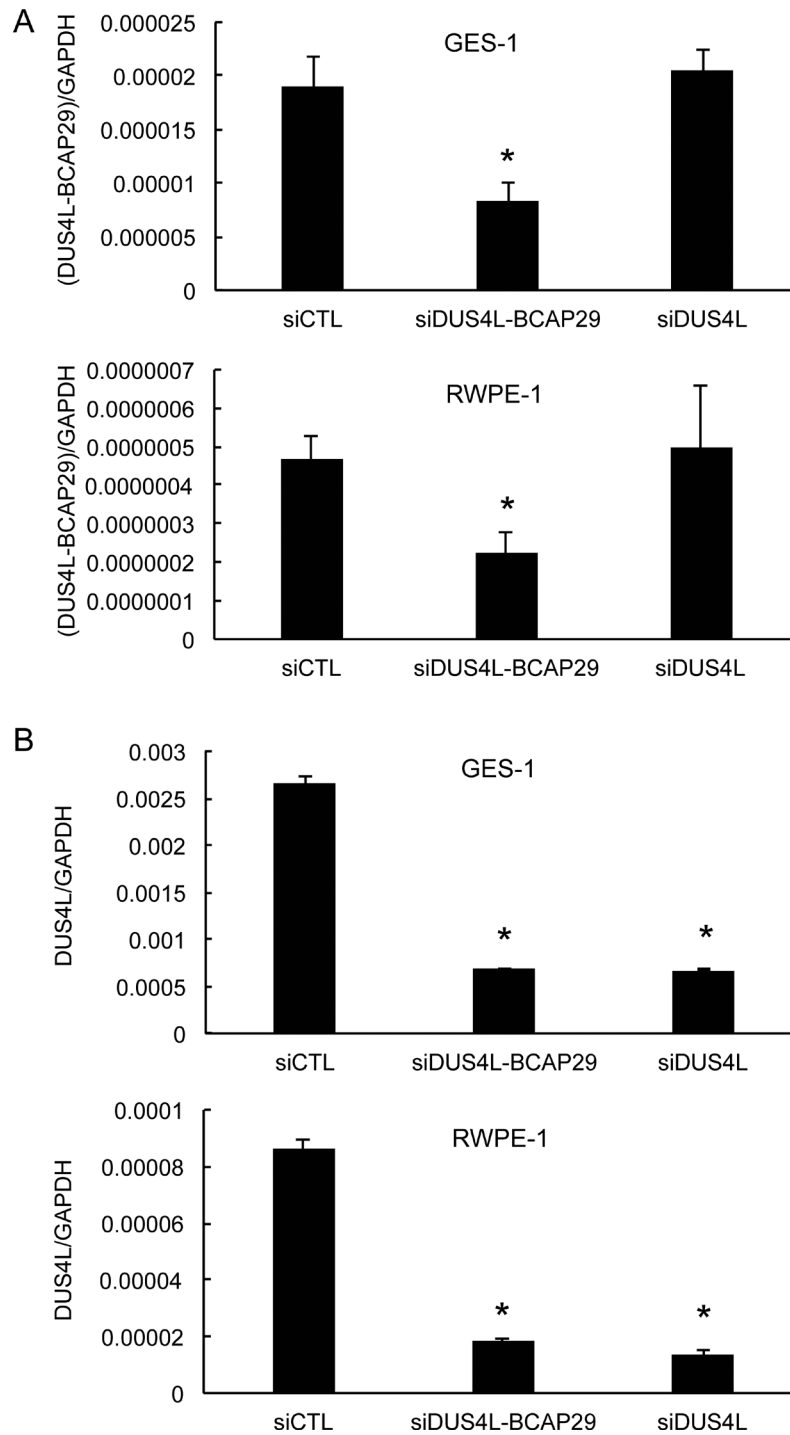 A
(DUS4L-BCAP29)/GAPDH
GES-1
0.000025
0.00002
0.000015
0.00001
0.000005
0
*
siCTL siDUS4L-BCAP29 siDUS4L
(DUS4L-BCAP29)/GAPDH
RWPE-1
0.0000007
0.0000006
0.0000005
0.0000004
0.0000003
0.0000002
0.0000001
0
*
siCTL siDUS4L-BCAP29 siDUS4L
B
DUS4L/GAPDH
GES-1
0.003
0.0025
0.002
0.0015
0.001
0.0005
0
* *
siCTL siDUS4L-BCAP29 siDUS4L
DUS4L/GAPDH
RWPE-1
0.0001
0.00008
0.00006
0.00004
0.00002
0
* *
siCTL siDUS4L-BCAP29 siDUS4L